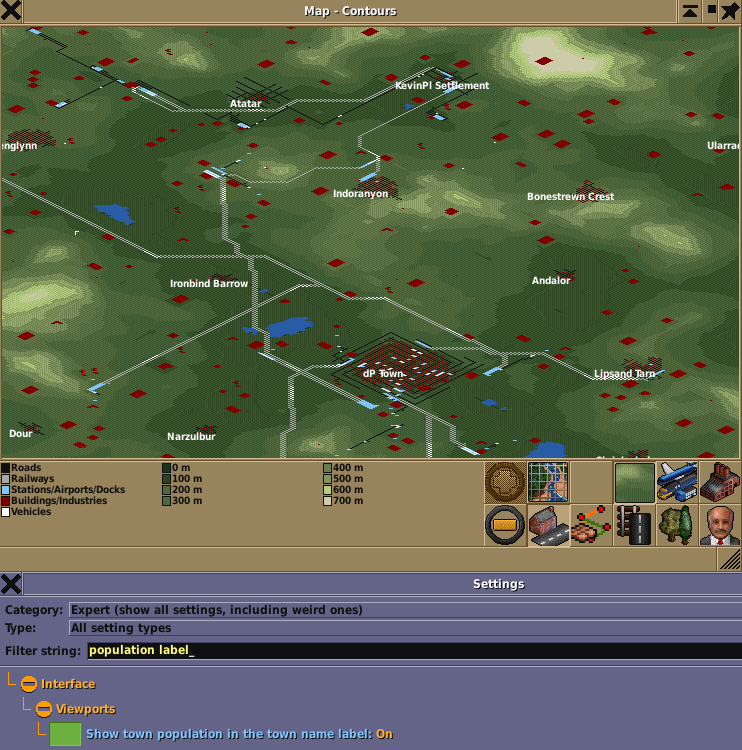 Map - Contours
KevinPl Settlement
Atatar
englynn
Ularra
Indoranyon
Bonestrewn Crest
Ironbind Barrow
Andalor
dP Town
Lipsand Tarn
Dour
Narzulbur
Roads
Railways
Stations/Airports/Docks
Buildings/Industries
Vehicles
0 m
100 m
200 m
300 m
400 m
500 m
600 m
700 m
Settings
Category: Expert (show all settings, including weird ones)
Type: All setting types
Filter string: population label_
Interface
Viewports
Show town population in the town name label: On